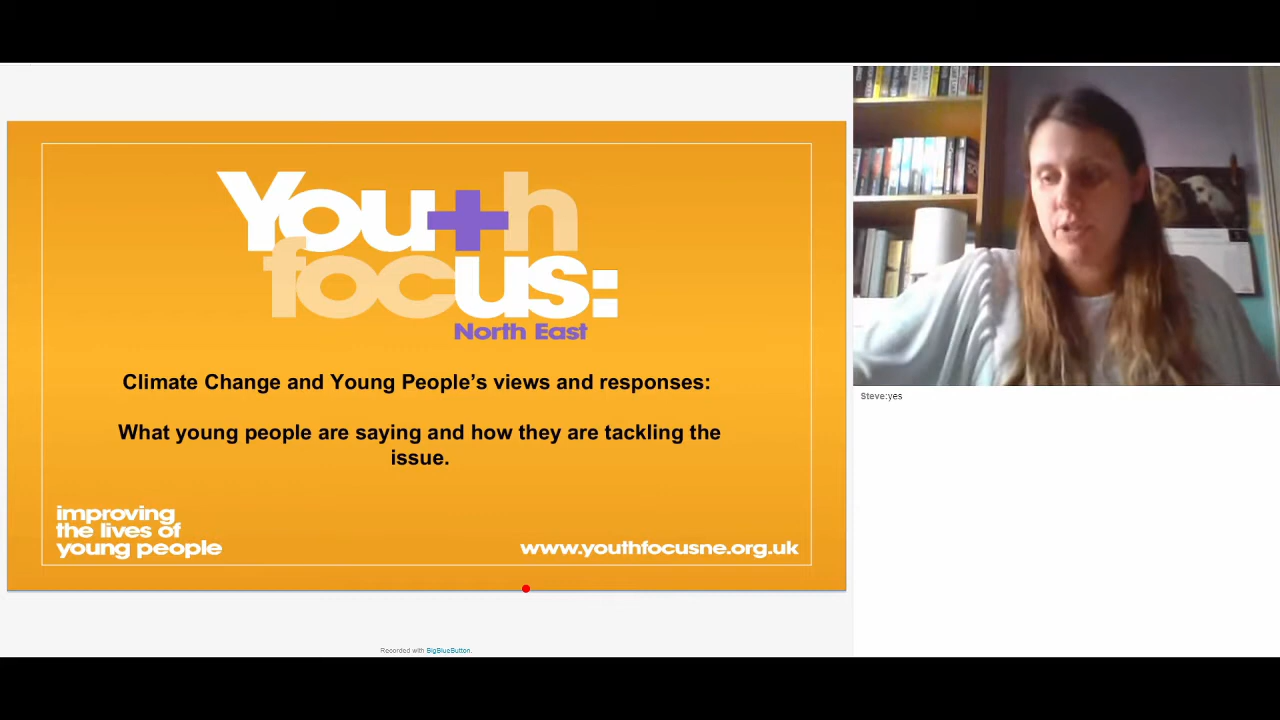 Youth
focus:
North East
Climate Change and Young People’s views and responses:
What young people are saying and how they are tackling the
issue.
improving
the lives of
young people
www.youthfocusne.org.uk
Steve:yes
Recorded with BigBlueButton.